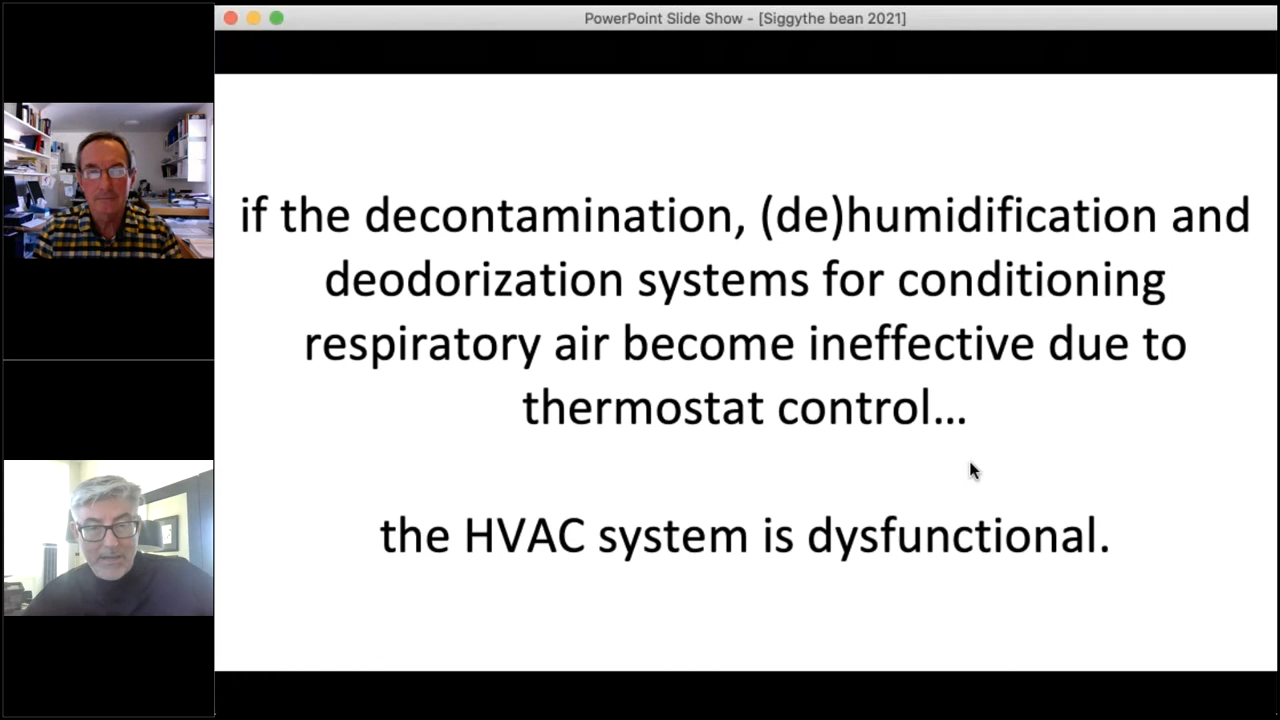 PowerPoint Slide Show - [Siggythe bean 2021]
if the decontamination, (de)humidification and
deodorization systems for conditioning
respiratory air become ineffective due to
thermostat control…
the HVAC system is dysfunctional.